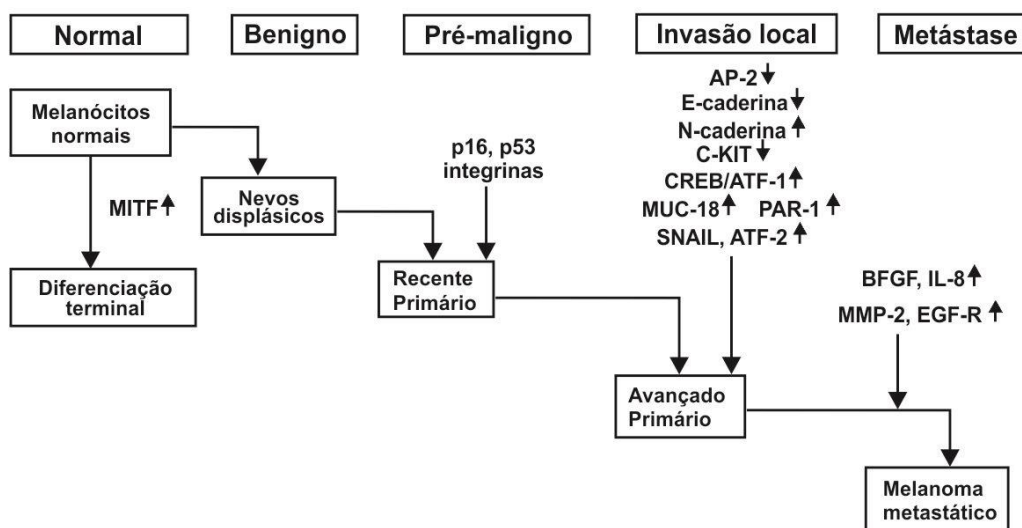 Normal
Benigno
Pré-maligno
Invasão local
Metástase
Melanócitos
normais
MITF
Diferenciação
terminal
Nevos
displásicos
p16, p53
integrinas
Recente
Primário
AP-2
E-caderina
N-caderina
C-KIT
CREB/ATF-1
MUC-18 PAR-1
SNAIL, ATF-2
Avançado
Primário
BFGF, IL-8
MMP-2, EGF-R
Melanoma
metastático